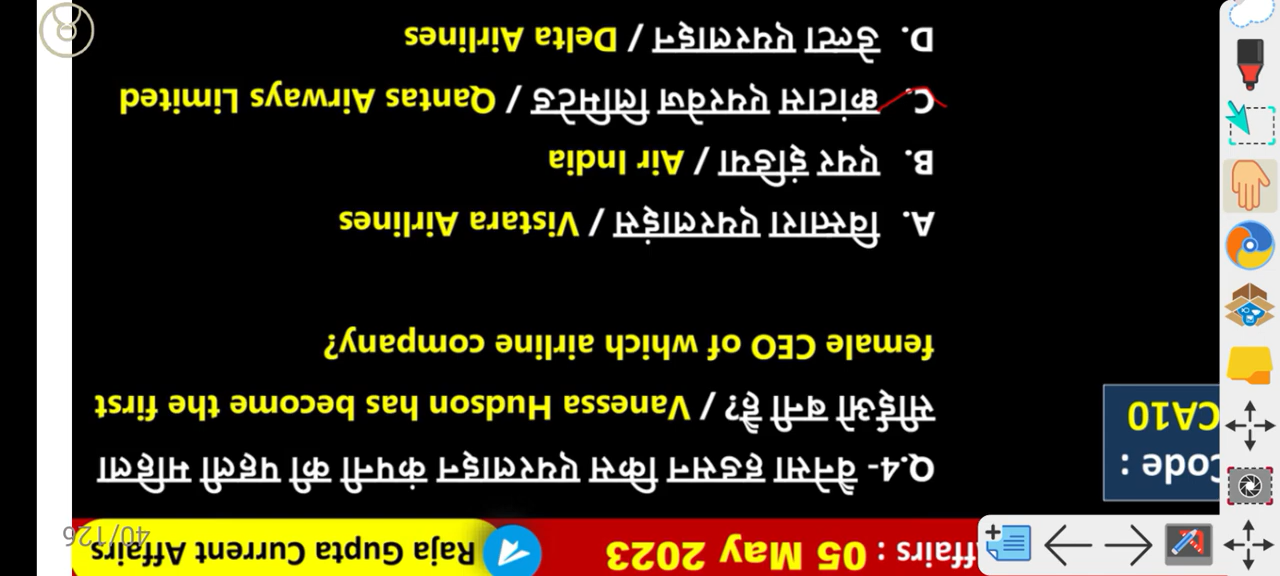 Affairs : 05 May 2023
Raja Gupta Current Affairs
40/126
Code :
CA10
Q.4- वैनेसा हडसन किस एयरलाइन कंपनी की पहली महिला
सीईओ बनी है? / Vanessa Hudson has become the first
female CEO of which airline company?
A. विस्तारा एयरलाइंस / Vistara Airlines
B. एयर इंडिया / Air India
C. क्वांटास एयरवेज लिमिटेड / Qantas Airways Limited
D. डेल्टा एयरलाइन / Delta Airlines